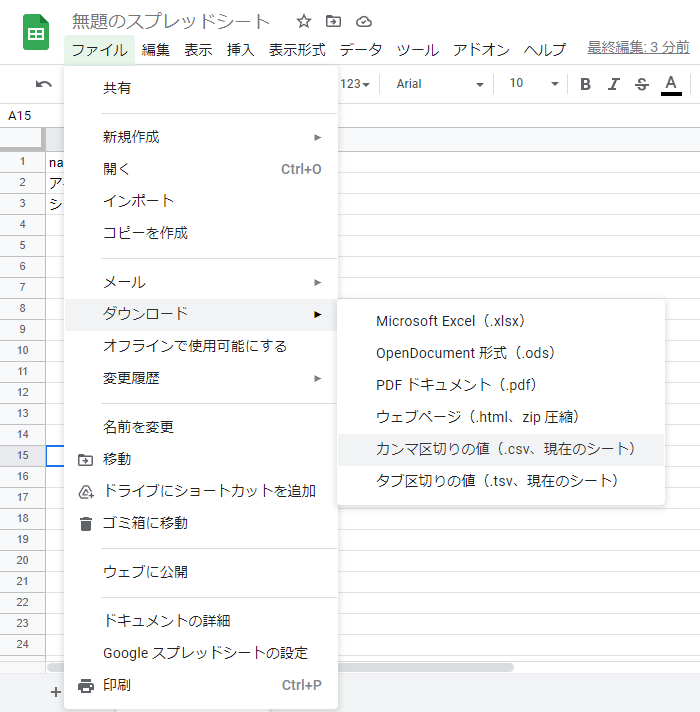 無題のスプレッドシート
ファイル 編集 表示 挿入 表示形式 データ ツール アドオン ヘルプ 最終編集: 3 分前
123 Arial 10 B I S A
A15
1 na
2 ア
3 シ
4
5
6
7
8
9
10
11
12
13
14
15
16
17
18
19
20
21
22
23
24
共有
新規作成
開く Ctrl+O
インポート
コピーを作成
メール
ダウンロード
オフラインで使用可能にする
変更履歴
名前を変更
移動
ドライブにショートカットを追加
ゴミ箱に移動
ウェブに公開
ドキュメントの詳細
Google スプレッドシートの設定
印刷 Ctrl+P
Microsoft Excel（.xlsx）
OpenDocument 形式（.ods）
PDF ドキュメント（.pdf）
ウェブページ（.html、zip 圧縮）
カンマ区切りの値（.csv、現在のシート）
タブ区切りの値（.tsv、現在のシート）